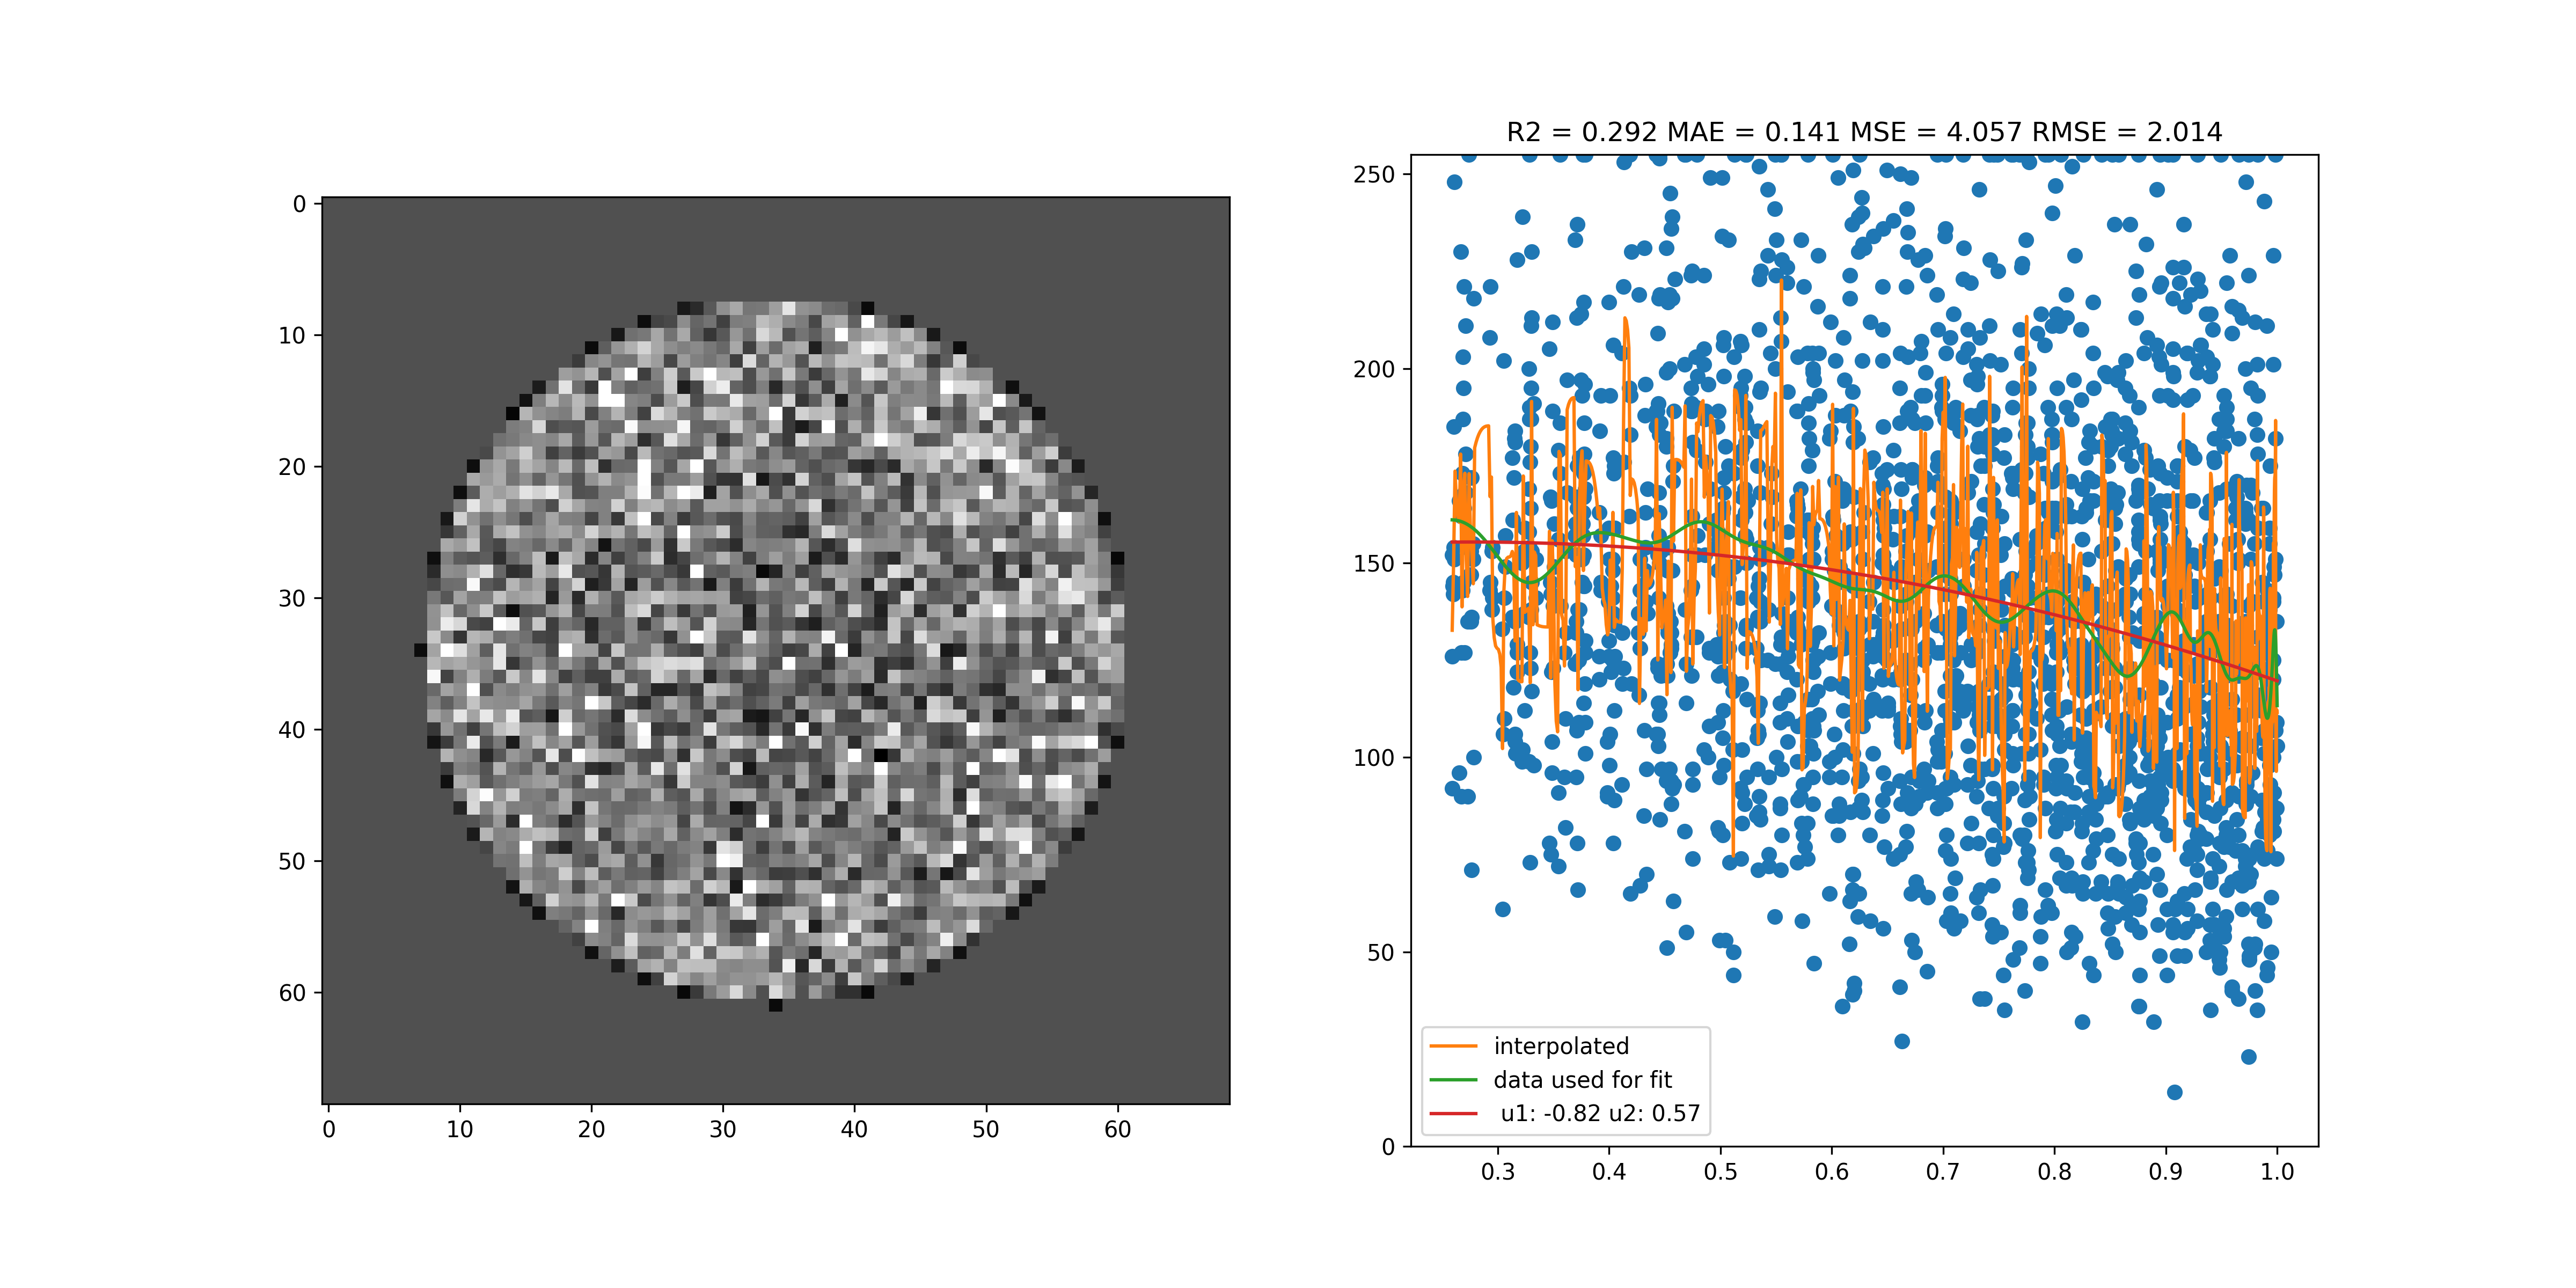 R2 = 0.292 MAE = 0.141 MSE = 4.057 RMSE = 2.014
0
10
20
30
40
50
60
0 10 20 30 40 50 60
250
200
150
100
50
0
interpolated
data used for fit
u1: -0.82 u2: 0.57
0.3 0.4 0.5 0.6 0.7 0.8 0.9 1.0